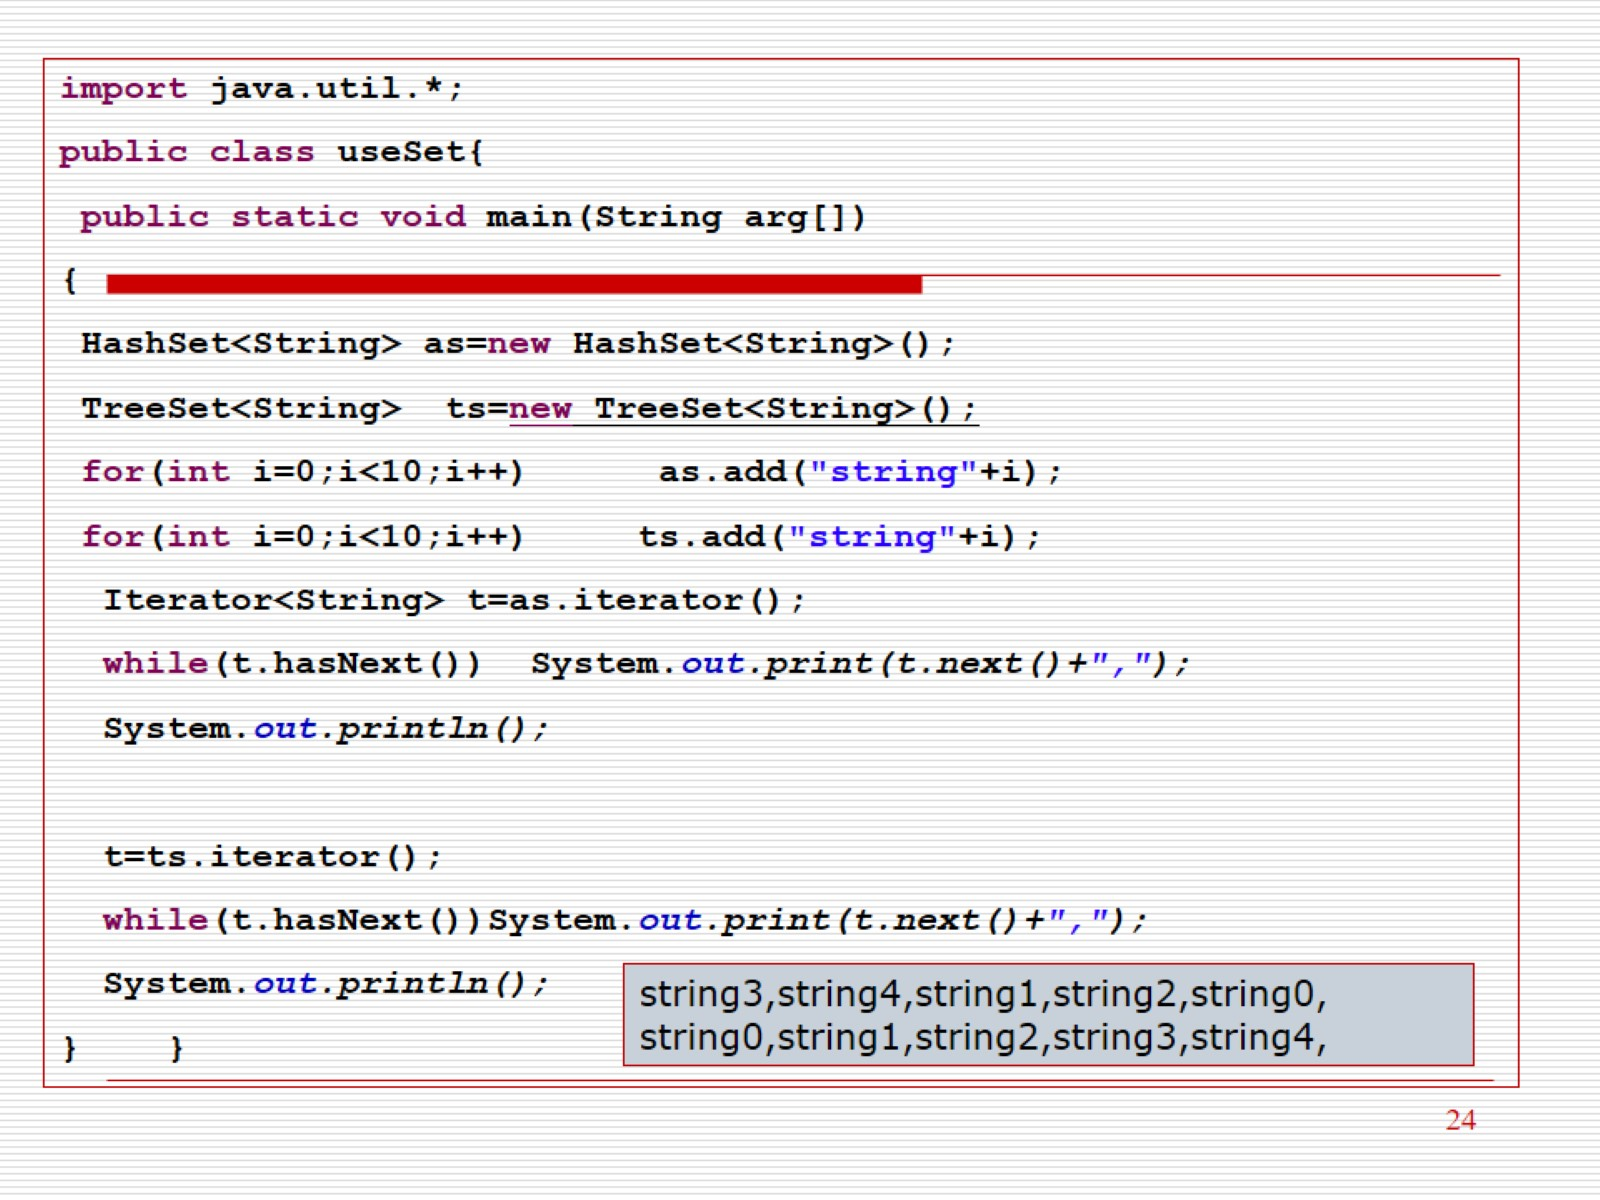 import java.util.*;
public class useSet{
public static void main(String arg[])
{
HashSet<String> as=new HashSet<String>();
TreeSet<String> ts=new TreeSet<String>();
for(int i=0;i<10;i++) as.add("string"+i);
for(int i=0;i<10;i++) ts.add("string"+i);
Iterator<String> t=as.iterator();
while(t.hasNext()) System.out.print(t.next()+",");
System.out.println();
t=ts.iterator();
while(t.hasNext())System.out.print(t.next()+",");
System.out.println();
} }
string3,string4,string1,string2,string0,
string0,string1,string2,string3,string4,
24